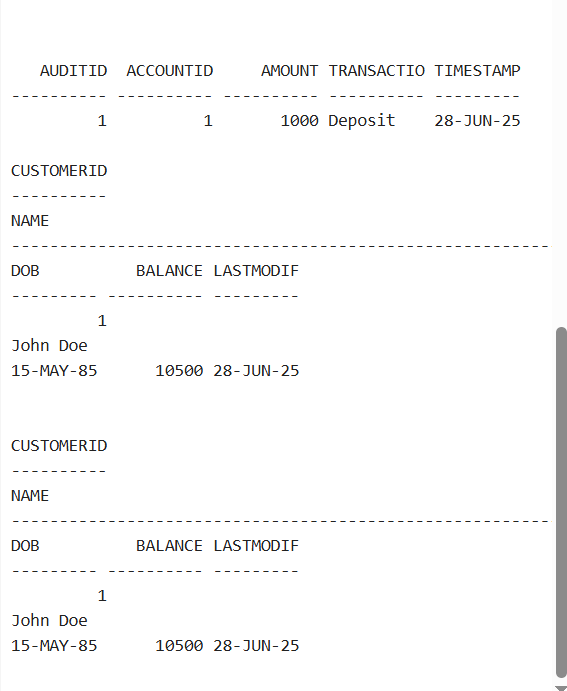 AUDITID  ACCOUNTID     AMOUNT TRANSACTIO TIMESTAMP
---------- ---------- ---------- ---------- ---------
         1          1       1000 Deposit    28-JUN-25

CUSTOMERID
----------
NAME
--------------------------------------------------------
DOB          BALANCE LASTMODIF
--------- ---------- ---------
         1
John Doe
15-MAY-85      10500 28-JUN-25


CUSTOMERID
----------
NAME
--------------------------------------------------------
DOB          BALANCE LASTMODIF
--------- ---------- ---------
         1
John Doe
15-MAY-85      10500 28-JUN-25